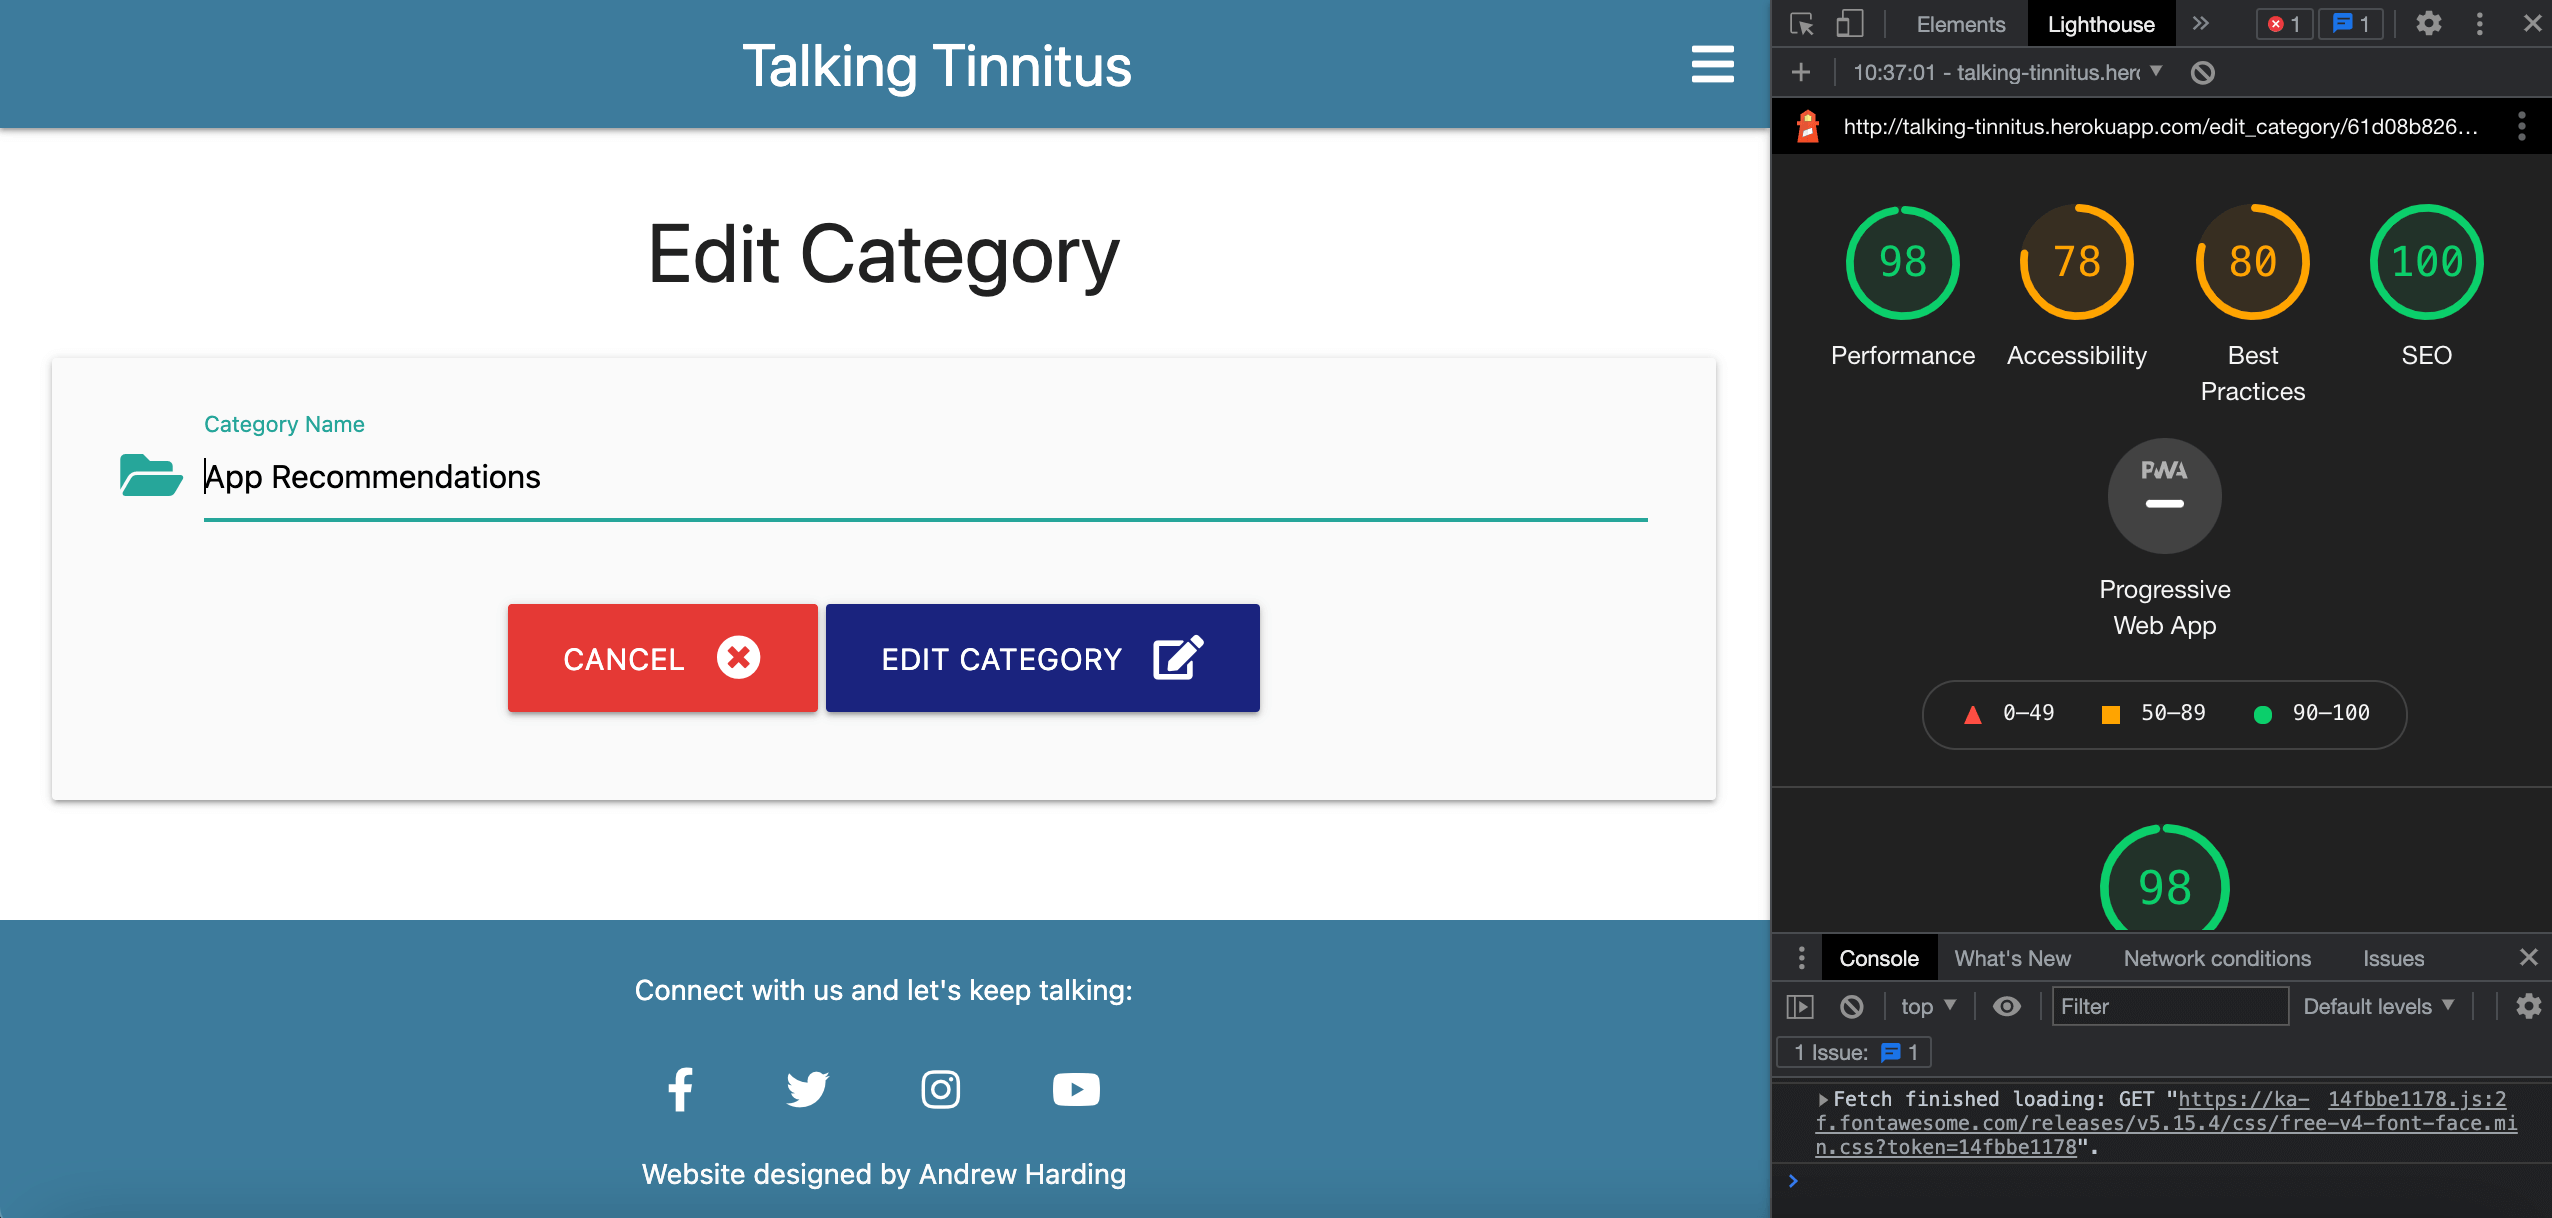 Talking Tinnitus
Edit Category
Category Name
App Recommendations
CANCEL
EDIT CATEGORY
Connect with us and let's keep talking:
Website designed by Andrew Harding
Elements
Lighthouse
1
1
10:37:01 - talking-tinnitus.her
http://talking-tinnitus.herokuapp.com/edit_category/61d08b826…
98
78
80
100
Performance
Accessibility
Best
Practices
SEO
PWA
Progressive
Web App
0–49
50–89
90–100
98
Console
What's New
Network conditions
Issues
top
Filter
Default levels
1 Issue:
1
Fetch finished loading: GET "https://ka- 14fbbe1178.js:2
f.fontawesome.com/releases/v5.15.4/css/free-v4-font-face.mi
n.css?token=14fbbe1178".